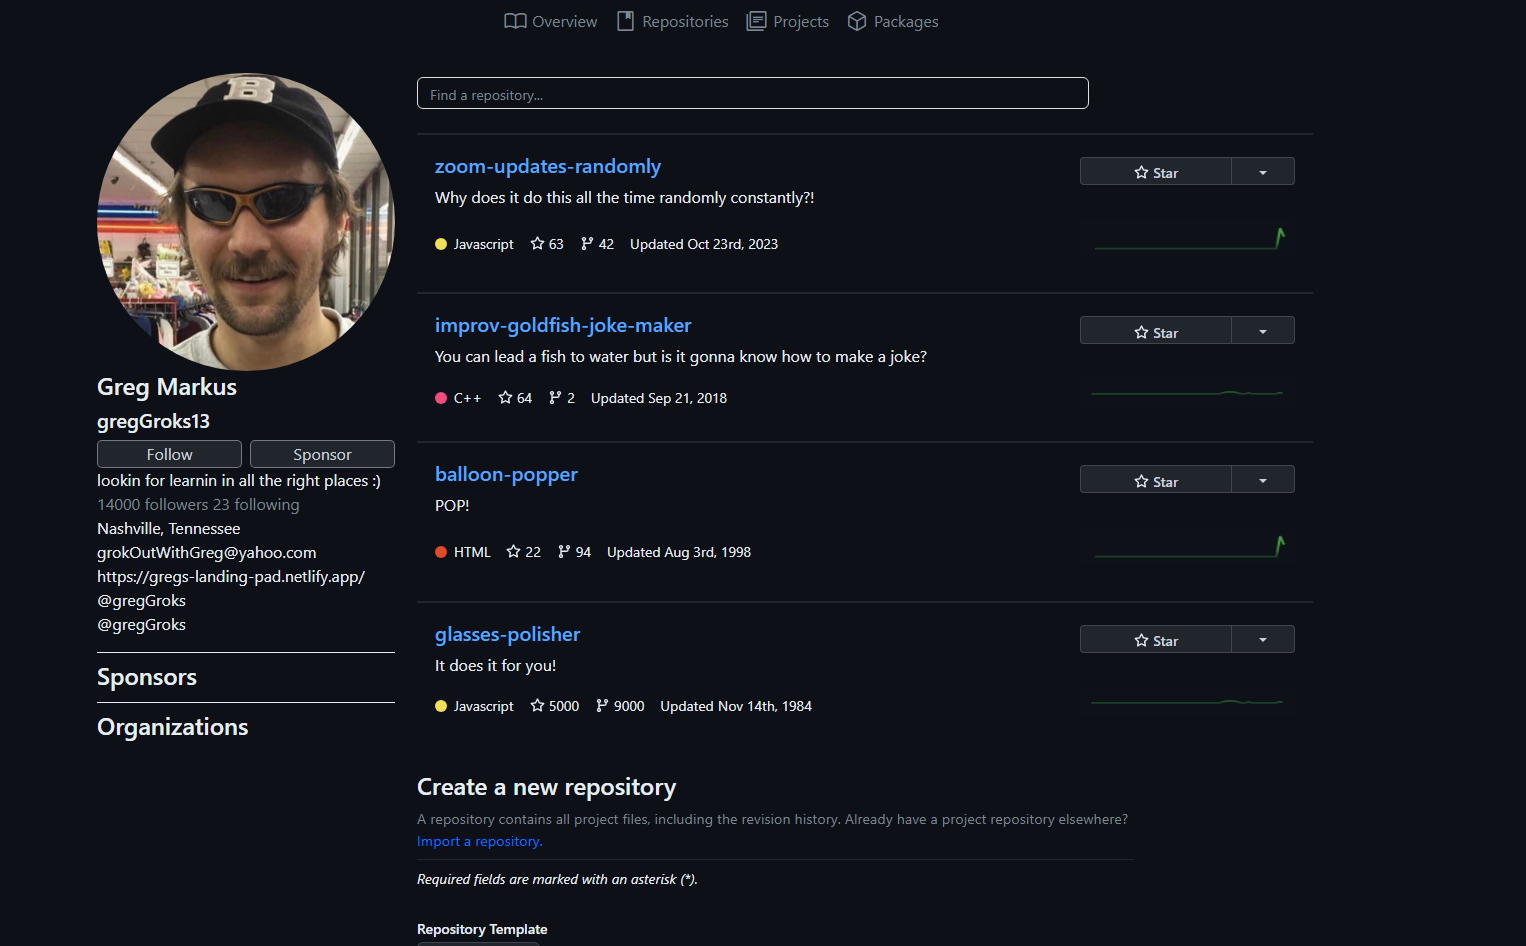 Overview Repositories Projects Packages
B
Greg Markus
gregGroks13
Follow Sponsor
lookin for learnin in all the right places :)
14000 followers 23 following
Nashville, Tennessee
grokOutWithGreg@yahoo.com
https://gregs-landing-pad.netlify.app/
@gregGroks
@gregGroks
Sponsors
Organizations
Find a repository...
zoom-updates-randomly
Star
Why does it do this all the time randomly constantly?!
Javascript 63 42 Updated Oct 23rd, 2023
improv-goldfish-joke-maker
Star
You can lead a fish to water but is it gonna know how to make a joke?
C++ 64 2 Updated Sep 21, 2018
balloon-popper
Star
POP!
HTML 22 94 Updated Aug 3rd, 1998
glasses-polisher
Star
It does it for you!
Javascript 5000 9000 Updated Nov 14th, 1984
Create a new repository
A repository contains all project files, including the revision history. Already have a project repository elsewhere?
Import a repository.
Required fields are marked with an asterisk (*).
Repository Template